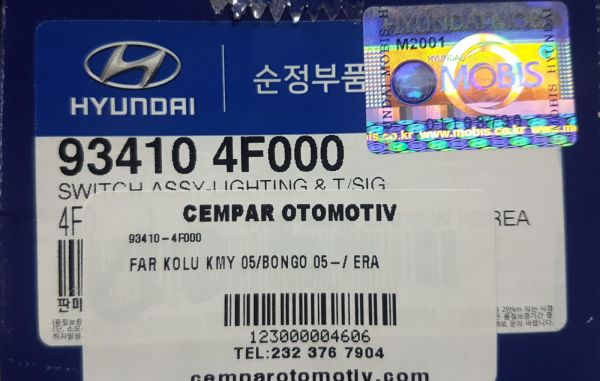 HYUNDAI
순정부품
M2001
HYUNDAI
MOBIS
www.mobis.co.kr
93410 4F000
SWITCH ASSY-LIGHTING & T/SIG
4F
REA
CEMPAR OTOMOTIV
93410-4F000
FAR KOLU KMY 05/BONGO 05-/ ERA
123000004606
TEL:232 376 7904
cemparotomotiv.com